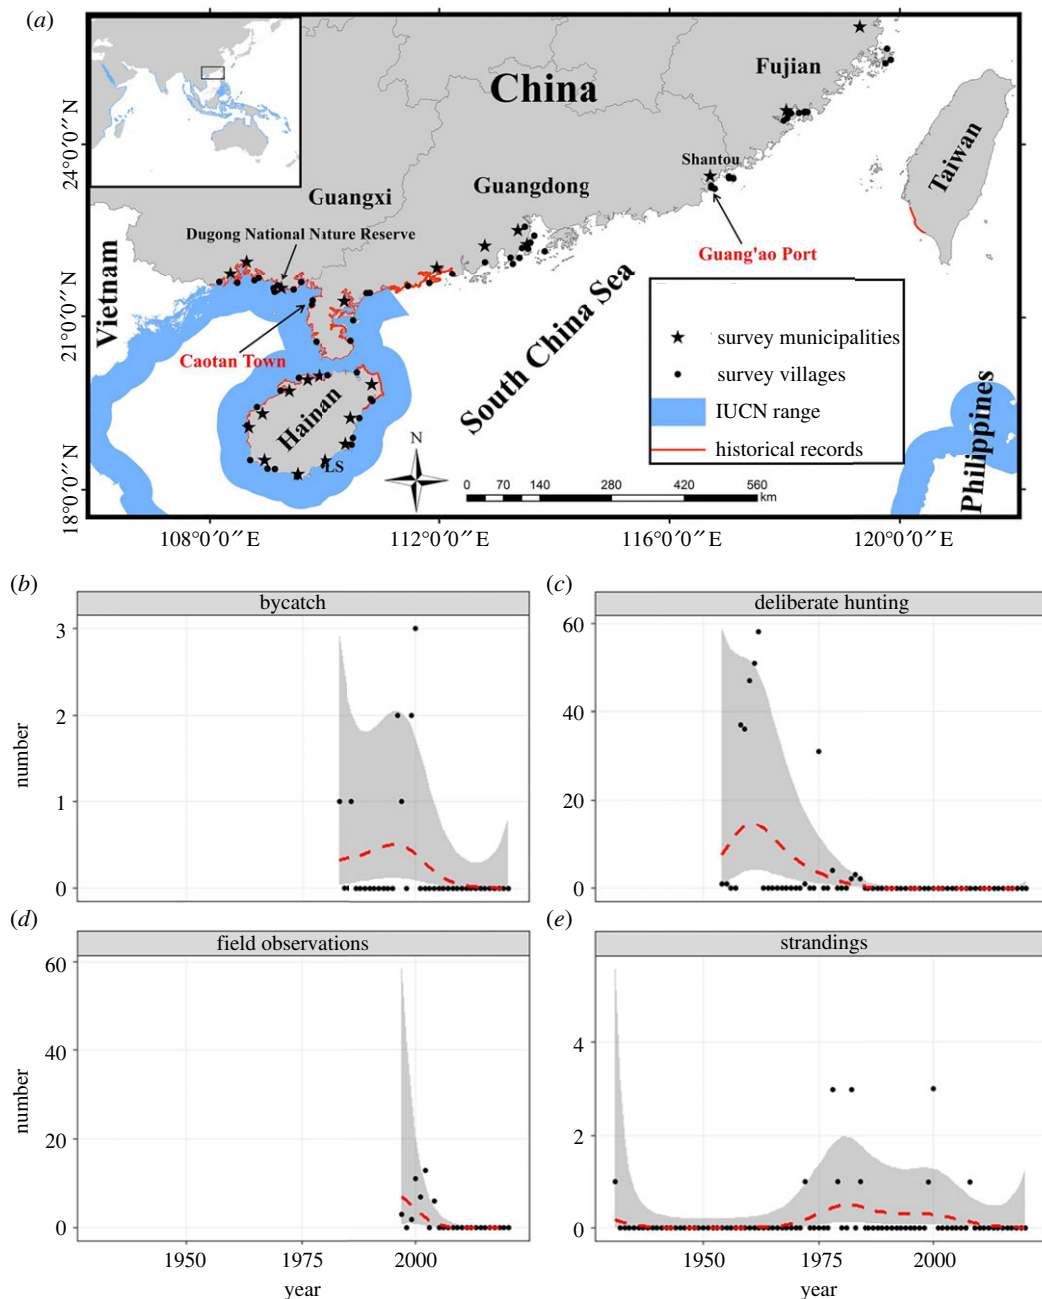 (a)
China
Fujian
Taiwan
Shantou
Guangdong
Guangxi
Dugong National Nature Reserve
Guang'ao Port
Vietnam
Caotan Town
South China Sea
Hainan
LS
Philippines
N
survey municipalities
survey villages
IUCN range
historical records
0 40 70 140 280 420 560
km
24°0′0″ N
21°0′0″ N
18°0′0″ N
108°0′0″ E 112°0′0″ E 116°0′0″ E 120°0′0″ E
(b)
bycatch
number
3
2
1
0
(c)
deliberate hunting
60
40
20
0
(d)
field observations
number
60
40
20
0
1950 1975 2000
year
(e)
strandings
4
2
0
1950 1975 2000
year